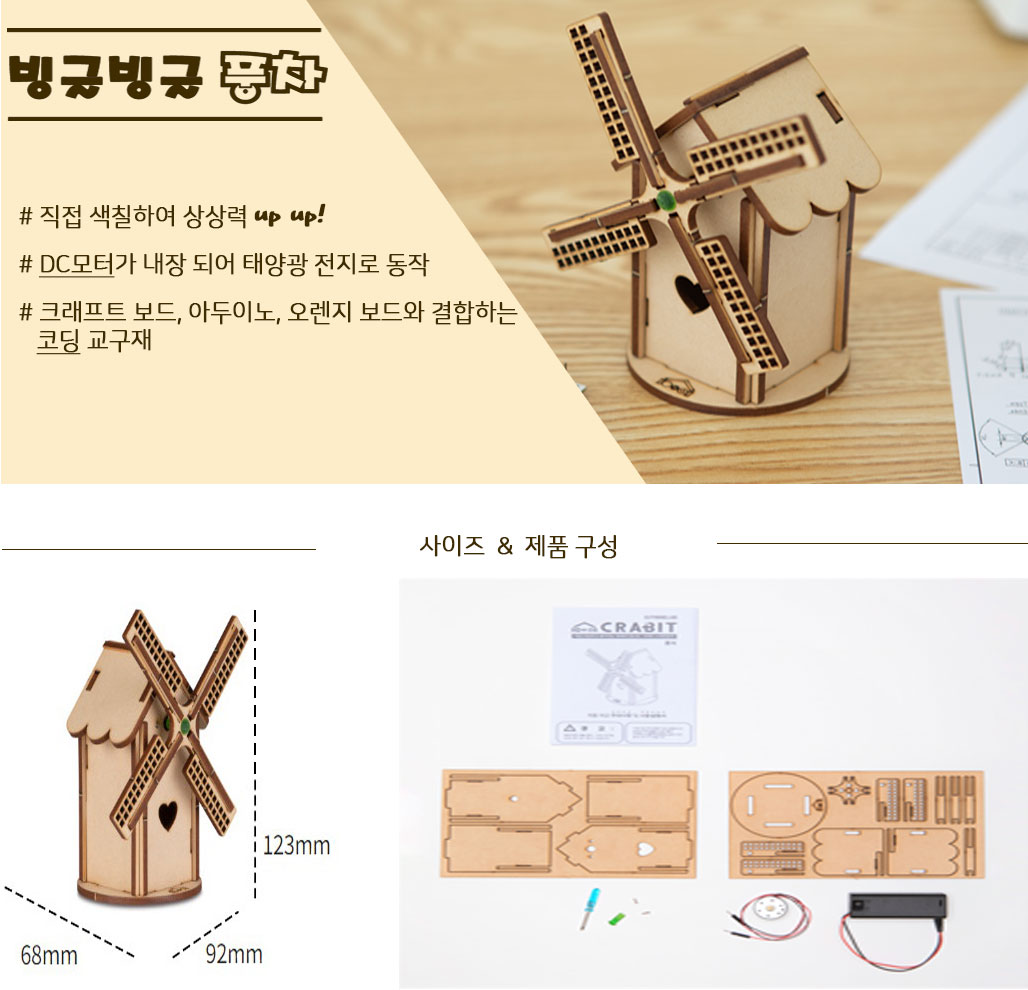 빙글빙글 풍차
# 직접 색칠하여 상상력 up up!
# DC모터가 내장 되어 태양광 전지로 동작
# 크래프트 보드, 아두이노, 오렌지 보드와 결합하는
코딩 교구재
사이즈 & 제품 구성
CRABIT
123mm
68mm
92mm